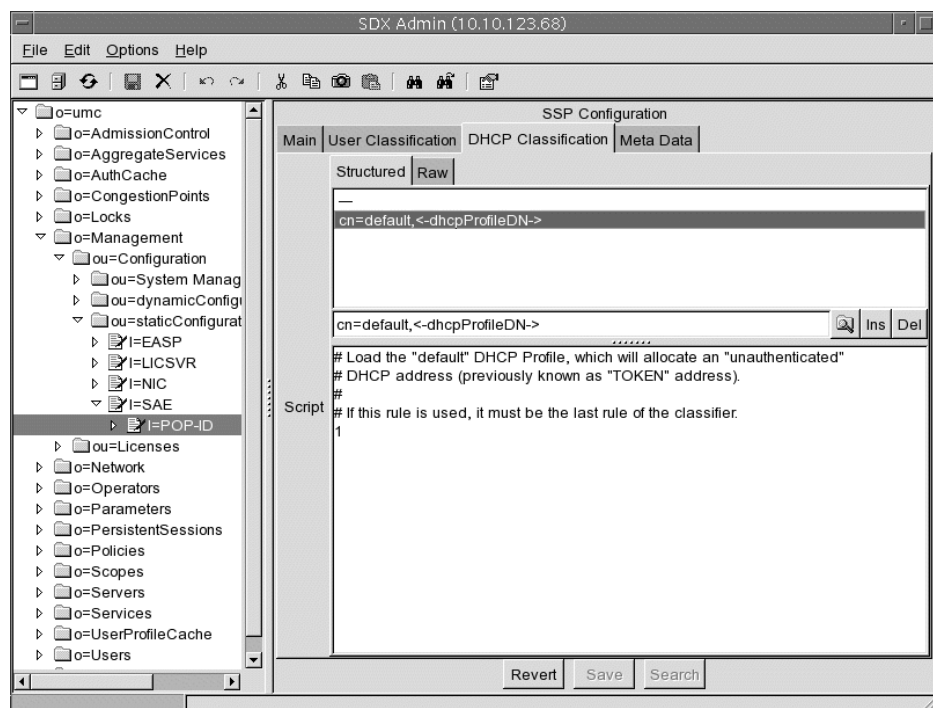 SDX Admin (10.10.123.68)
File Edit Options Help
o=umc
o=AdmissionControl
o=AggregateServices
o=AuthCache
o=CongestionPoints
o=Locks
o=Management
ou=Configuration
ou=System Manag
ou=dynamicConfigu
ou=staticConfigurat
l=EASP
l=LICSVR
l=NIC
l=SAE
l=POP-ID
ou=Licenses
o=Network
o=Operators
o=Parameters
o=PersistentSessions
o=Policies
o=Scopes
o=Servers
o=Services
o=UserProfileCache
o=Users
SSP Configuration
Main User Classification DHCP Classification Meta Data
Structured Raw
—
cn=default,<-dhcpProfileDN->
cn=default,<-dhcpProfileDN-> Ins Del
Script
# Load the "default" DHCP Profile, which will allocate an "unauthenticated"
# DHCP address (previously known as "TOKEN" address).
#
# If this rule is used, it must be the last rule of the classifier.
1
Revert Save Search